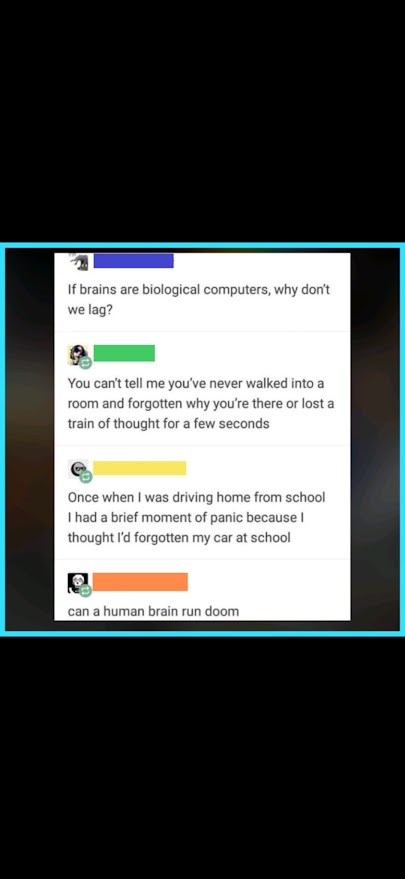 If brains are biological computers, why don't
we lag?
You can't tell me you've never walked into a
room and forgotten why you're there or lost a
train of thought for a few seconds
Once when I was driving home from school
I had a brief moment of panic because I
thought I'd forgotten my car at school
can a human brain run doom